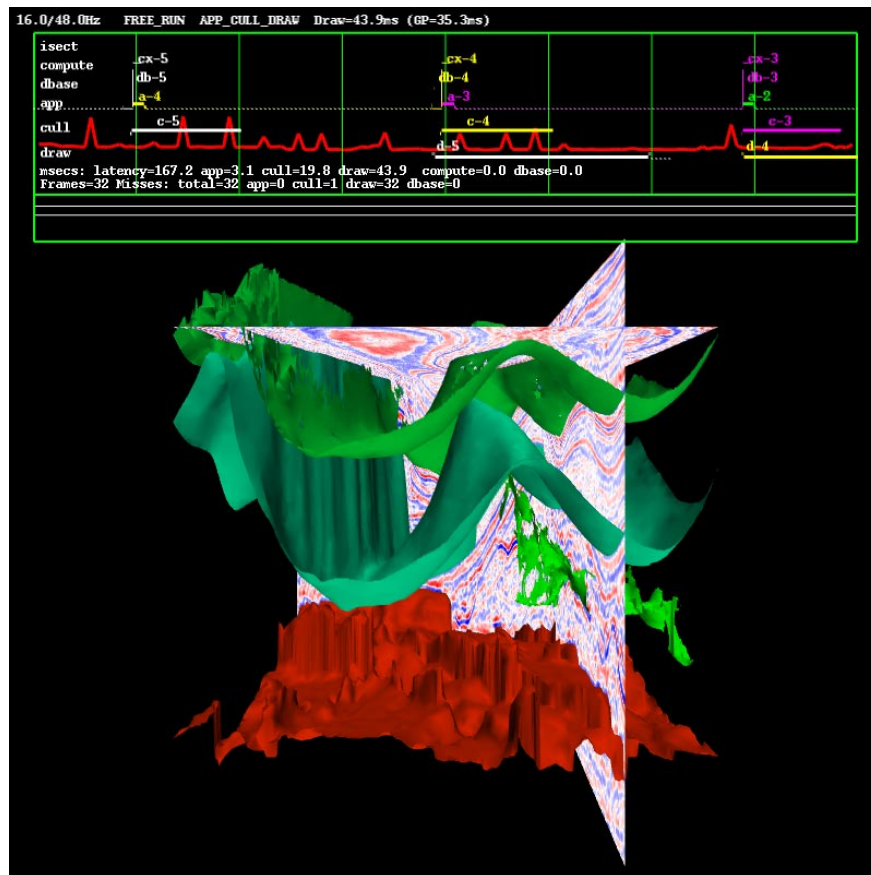 16.0/48.0Hz FREE_RUN APP_CULL_DRAW Draw=43.9ms (GP=35.3ms)
isect
compute cx-5 cx-4 cx-3
dbase db-5 db-4 db-3
app a-4 a-3 a-2
cull c-5 c-4 c-3
draw d-5 d-4
msecs: latency=167.2 app=3.1 cull=19.8 draw=43.9 compute=0.0 dbase=0.0
Frames=32 Misses: total=32 app=0 cull=1 draw=32 dbase=0